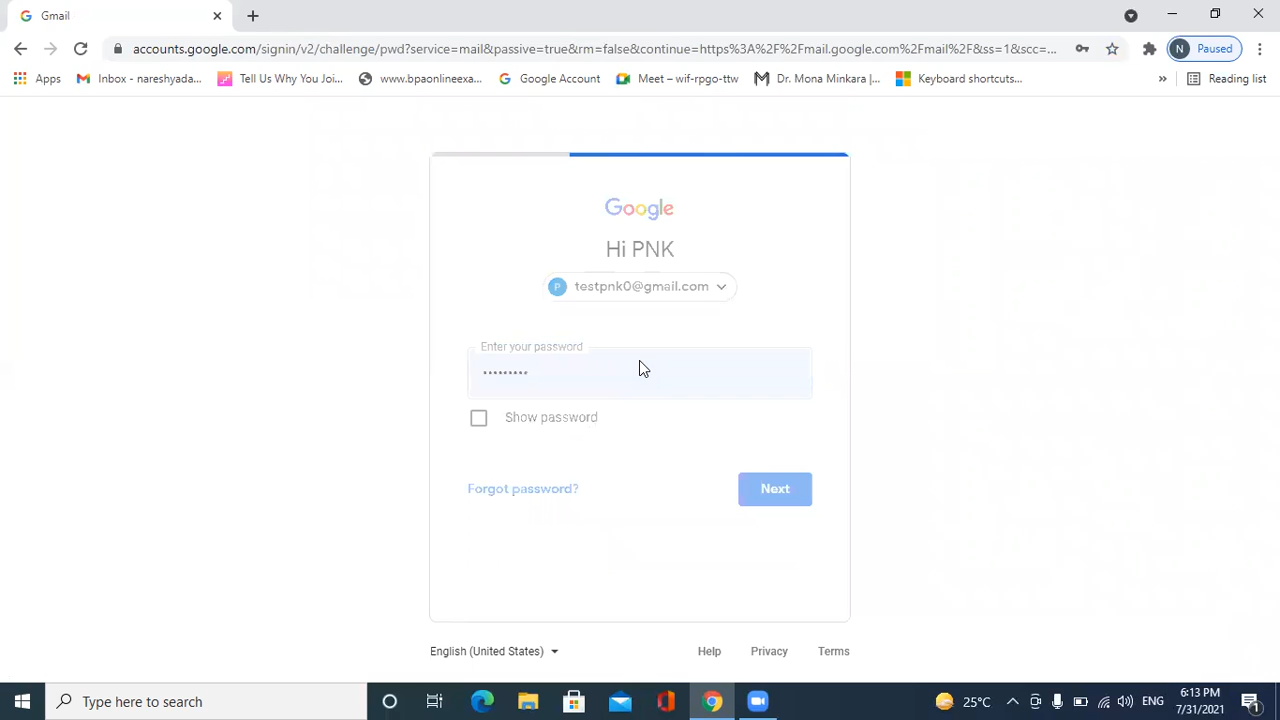 Gmail
accounts.google.com/signin/v2/challenge/pwd?service=mail&passive=true&rm=false&continue=https%3A%2F%2Fmail.google.com%2Fmail%2F&ss=1&scc=...
N Paused
Apps
Inbox - nareshyada...
Tell Us Why You Joi...
www.bpaonlineexa...
Google Account
Meet – wif-rpgo-ttw
Dr. Mona Minkara |...
Keyboard shortcuts...
»
Reading list
Google
Hi PNK
P testpnk0@gmail.com
Enter your password
•••••••••
Show password
Forgot password?
Next
English (United States)
Help
Privacy
Terms
Type here to search
25°C
ENG
6:13 PM
7/31/2021
1